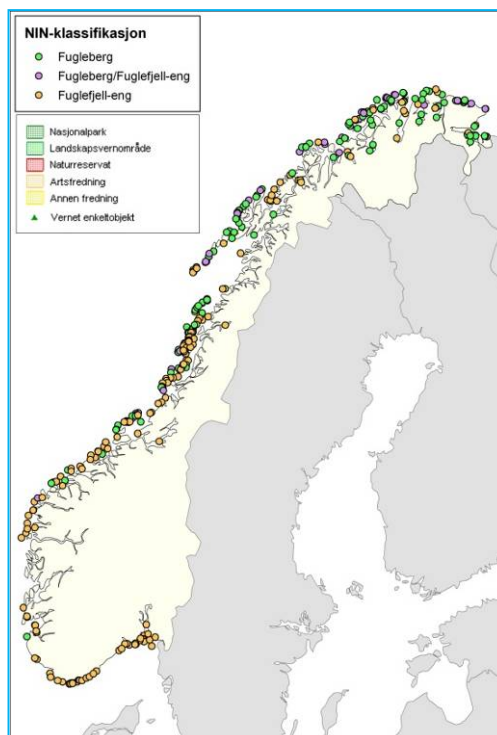 NIN-klassifikasjon
Fugleberg
Fugleberg/Fuglefjell-eng
Fuglefjell-eng
Nasjonalpark
Landskapsvernområde
Naturreservat
Artsfredning
Annen fredning
Vernet enkeltobjekt